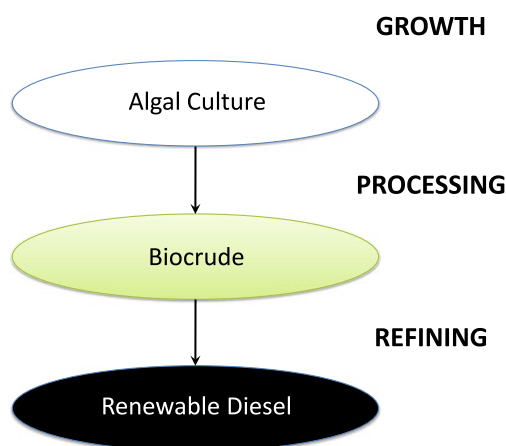 GROWTH
Algal Culture
PROCESSING
Biocrude
REFINING
Renewable Diesel